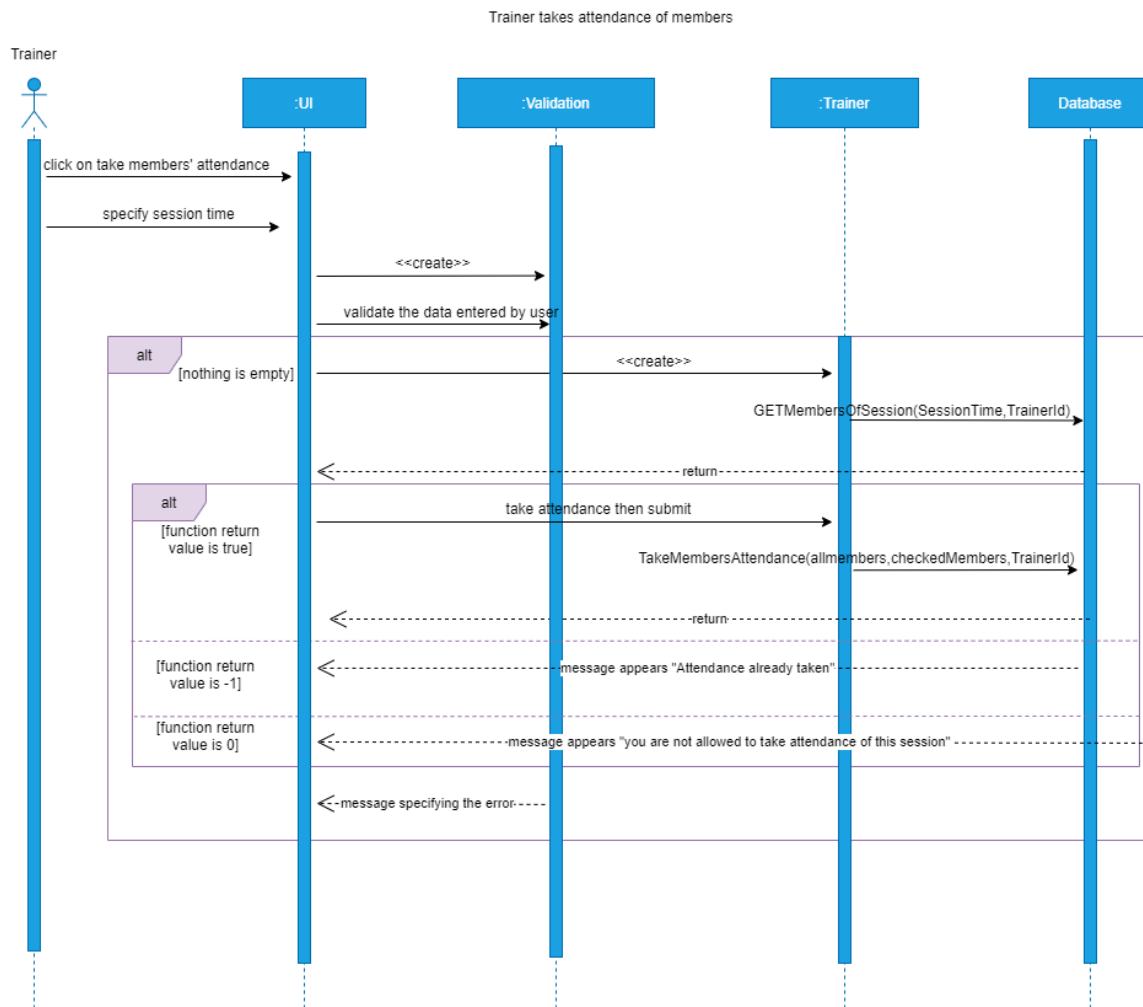 Trainer takes attendance of members
Trainer
:UI
:Validation
:Trainer
Database
click on take members' attendance
specify session time
<<create>>
validate the data entered by user
alt
[nothing is empty]
<<create>>
GETMembersOfSession(SessionTime,TrainerId)
return
alt
[function return
value is true]
take attendance then submit
TakeMembersAttendance(allmembers,checkedMembers,TrainerId)
return
[function return
value is -1]
message appears "Attendance already taken"
[function return
value is 0]
message appears "you are not allowed to take attendance of this session"
message specifying the error